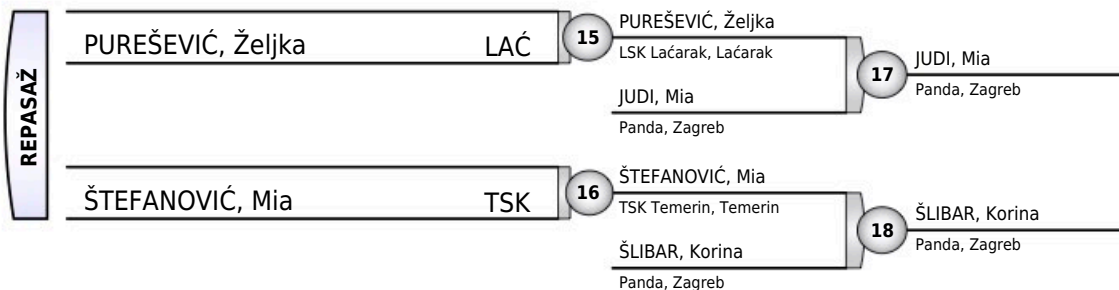 REPASAŽ
PUREŠEVIĆ, Željka LAĆ
15
PUREŠEVIĆ, Željka
LSK Laćarak, Laćarak
JUDI, Mia
Panda, Zagreb
17
JUDI, Mia
Panda, Zagreb
ŠTEFANOVIĆ, Mia TSK
16
ŠTEFANOVIĆ, Mia
TSK Temerin, Temerin
ŠLIBAR, Korina
Panda, Zagreb
18
ŠLIBAR, Korina
Panda, Zagreb